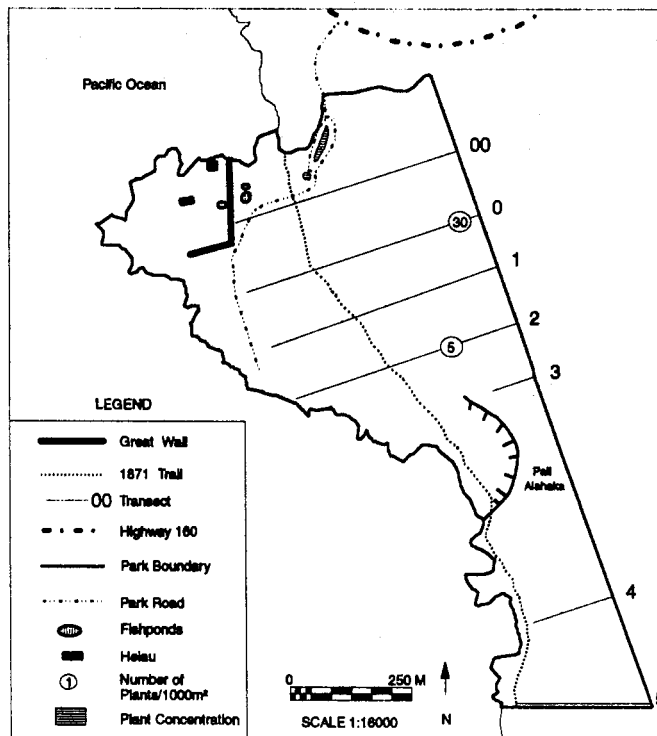 Pacific Ocean
00
0
30
1
2
5
3
Pali
Alahaka
4
LEGEND
Great Wall
1871 Trail
00 Transect
Highway 160
Park Boundary
Park Road
Fishponds
Heiau
1 Number of
Plants/1000m²
Plant Concentration
0 250 M
SCALE 1:16000
N